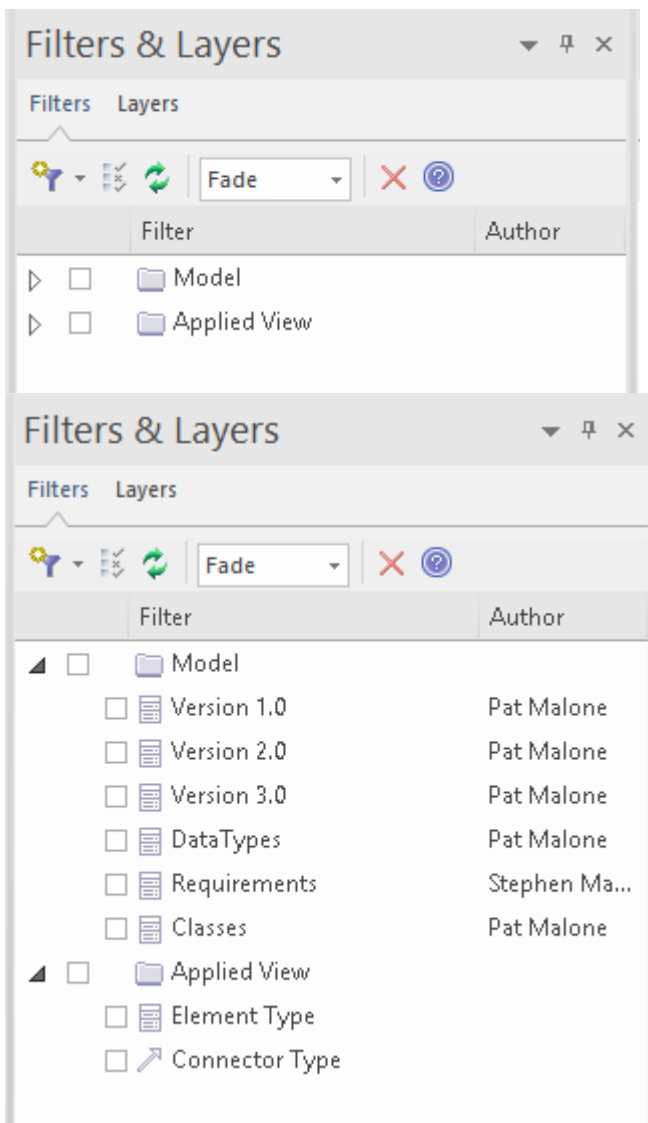 Filters & Layers
Filters Layers
Fade
Filter Author
Model
Applied View
Filters & Layers
Filters Layers
Fade
Filter Author
Model
Version 1.0 Pat Malone
Version 2.0 Pat Malone
Version 3.0 Pat Malone
DataTypes Pat Malone
Requirements Stephen Ma...
Classes Pat Malone
Applied View
Element Type
Connector Type